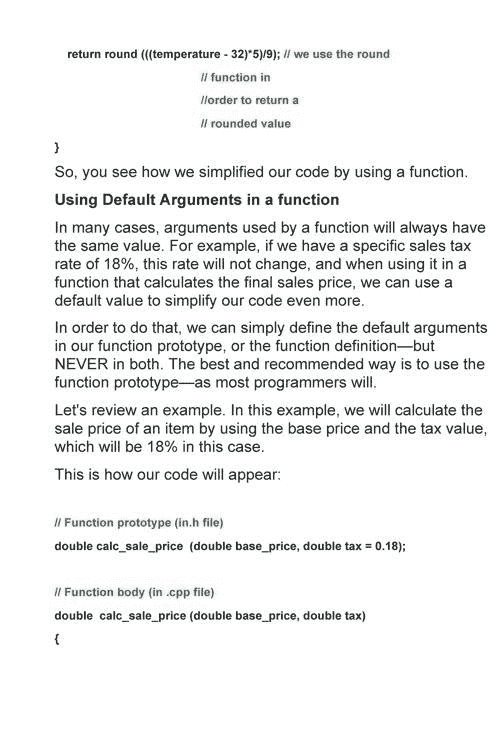 return round (((temperature - 32)*5)/9); // we use the round
// function in
//order to return a
// rounded value
}
So, you see how we simplified our code by using a function.
Using Default Arguments in a function
In many cases, arguments used by a function will always have
the same value. For example, if we have a specific sales tax
rate of 18%, this rate will not change, and when using it in a
function that calculates the final sales price, we can use a
default value to simplify our code even more.
In order to do that, we can simply define the default arguments
in our function prototype, or the function definition—but
NEVER in both. The best and recommended way is to use the
function prototype—as most programmers will.
Let's review an example. In this example, we will calculate the
sale price of an item by using the base price and the tax value,
which will be 18% in this case.
This is how our code will appear:
// Function prototype (in.h file)
double calc_sale_price (double base_price, double tax = 0.18);
// Function body (in .cpp file)
double calc_sale_price (double base_price, double tax)
{